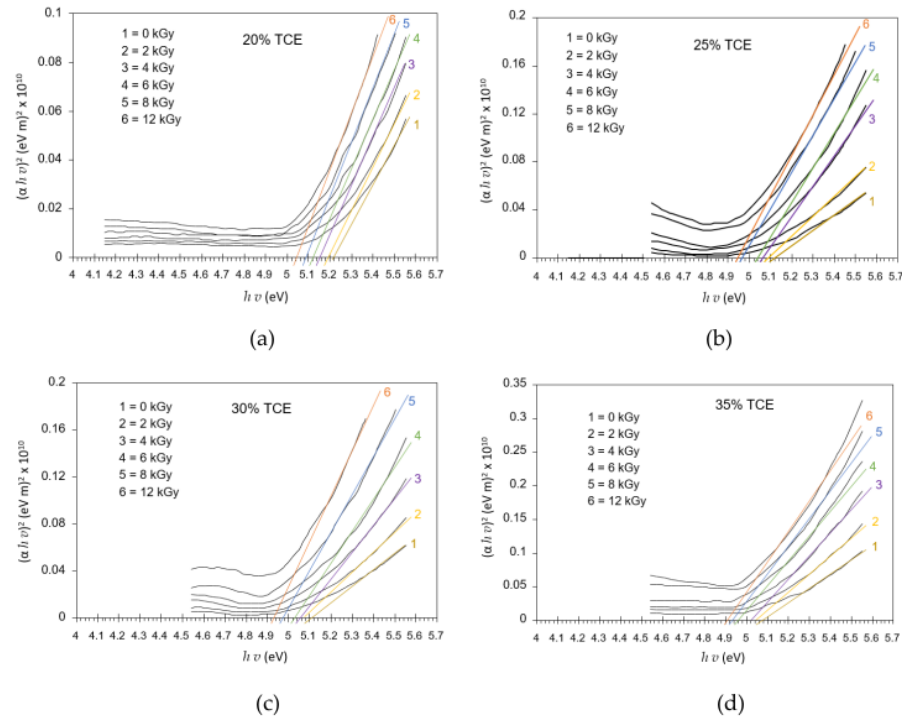 20% TCE
1 = 0 kGy
2 = 2 kGy
3 = 4 kGy
4 = 6 kGy
5 = 8 kGy
6 = 12 kGy
6
5
4
3
2
1
0.1
0.08
0.06
0.04
0.02
0
(α h v)² (eV m)² x 10¹⁰
4 4.1 4.2 4.3 4.4 4.5 4.6 4.7 4.8 4.9 5 5.1 5.2 5.3 5.4 5.5 5.6 5.7
h v (eV)
(a)
25% TCE
1 = 0 kGy
2 = 2 kGy
3 = 4 kGy
4 = 6 kGy
5 = 8 kGy
6 = 12 kGy
6
5
4
3
2
1
0.2
0.16
0.12
0.08
0.04
0
(α h v)² (eV m)² x 10¹⁰
4 4.1 4.2 4.3 4.4 4.5 4.6 4.7 4.8 4.9 5 5.1 5.2 5.3 5.4 5.5 5.6 5.7
h v (eV)
(b)
30% TCE
1 = 0 kGy
2 = 2 kGy
3 = 4 kGy
4 = 6 kGy
5 = 8 kGy
6 = 12 kGy
6
5
4
3
2
1
0.2
0.16
0.12
0.08
0.04
0
(α h v)² (eV m)² x 10¹⁰
4 4.1 4.2 4.3 4.4 4.5 4.6 4.7 4.8 4.9 5 5.1 5.2 5.3 5.4 5.5 5.6 5.7
h v (eV)
(c)
35% TCE
1 = 0 kGy
2 = 2 kGy
3 = 4 kGy
4 = 6 kGy
5 = 8 kGy
6 = 12 kGy
6
5
4
3
2
1
0.35
0.3
0.25
0.2
0.15
0.1
0.05
0
(α h v)² (eV m)² x 10¹⁰
4 4.1 4.2 4.3 4.4 4.5 4.6 4.7 4.8 4.9 5 5.1 5.2 5.3 5.4 5.5 5.6 5.7
h v (eV)
(d)